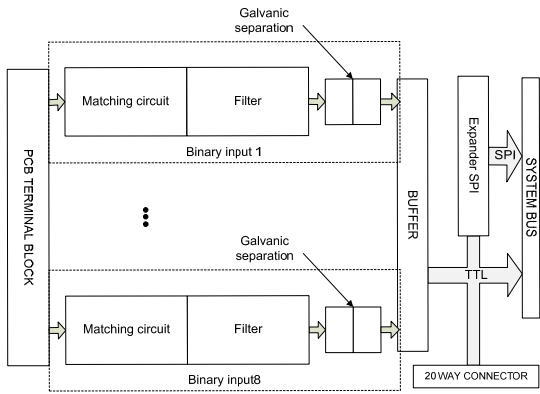 Galvanic
separation
PCB TERMINAL BLOCK
Matching circuit
Filter
Binary input 1
BUFFER
Expander SPI
SPI
SYSTEM BUS
Galvanic
separation
TTL
Matching circuit
Filter
Binary input8
20 WAY CONNECTOR